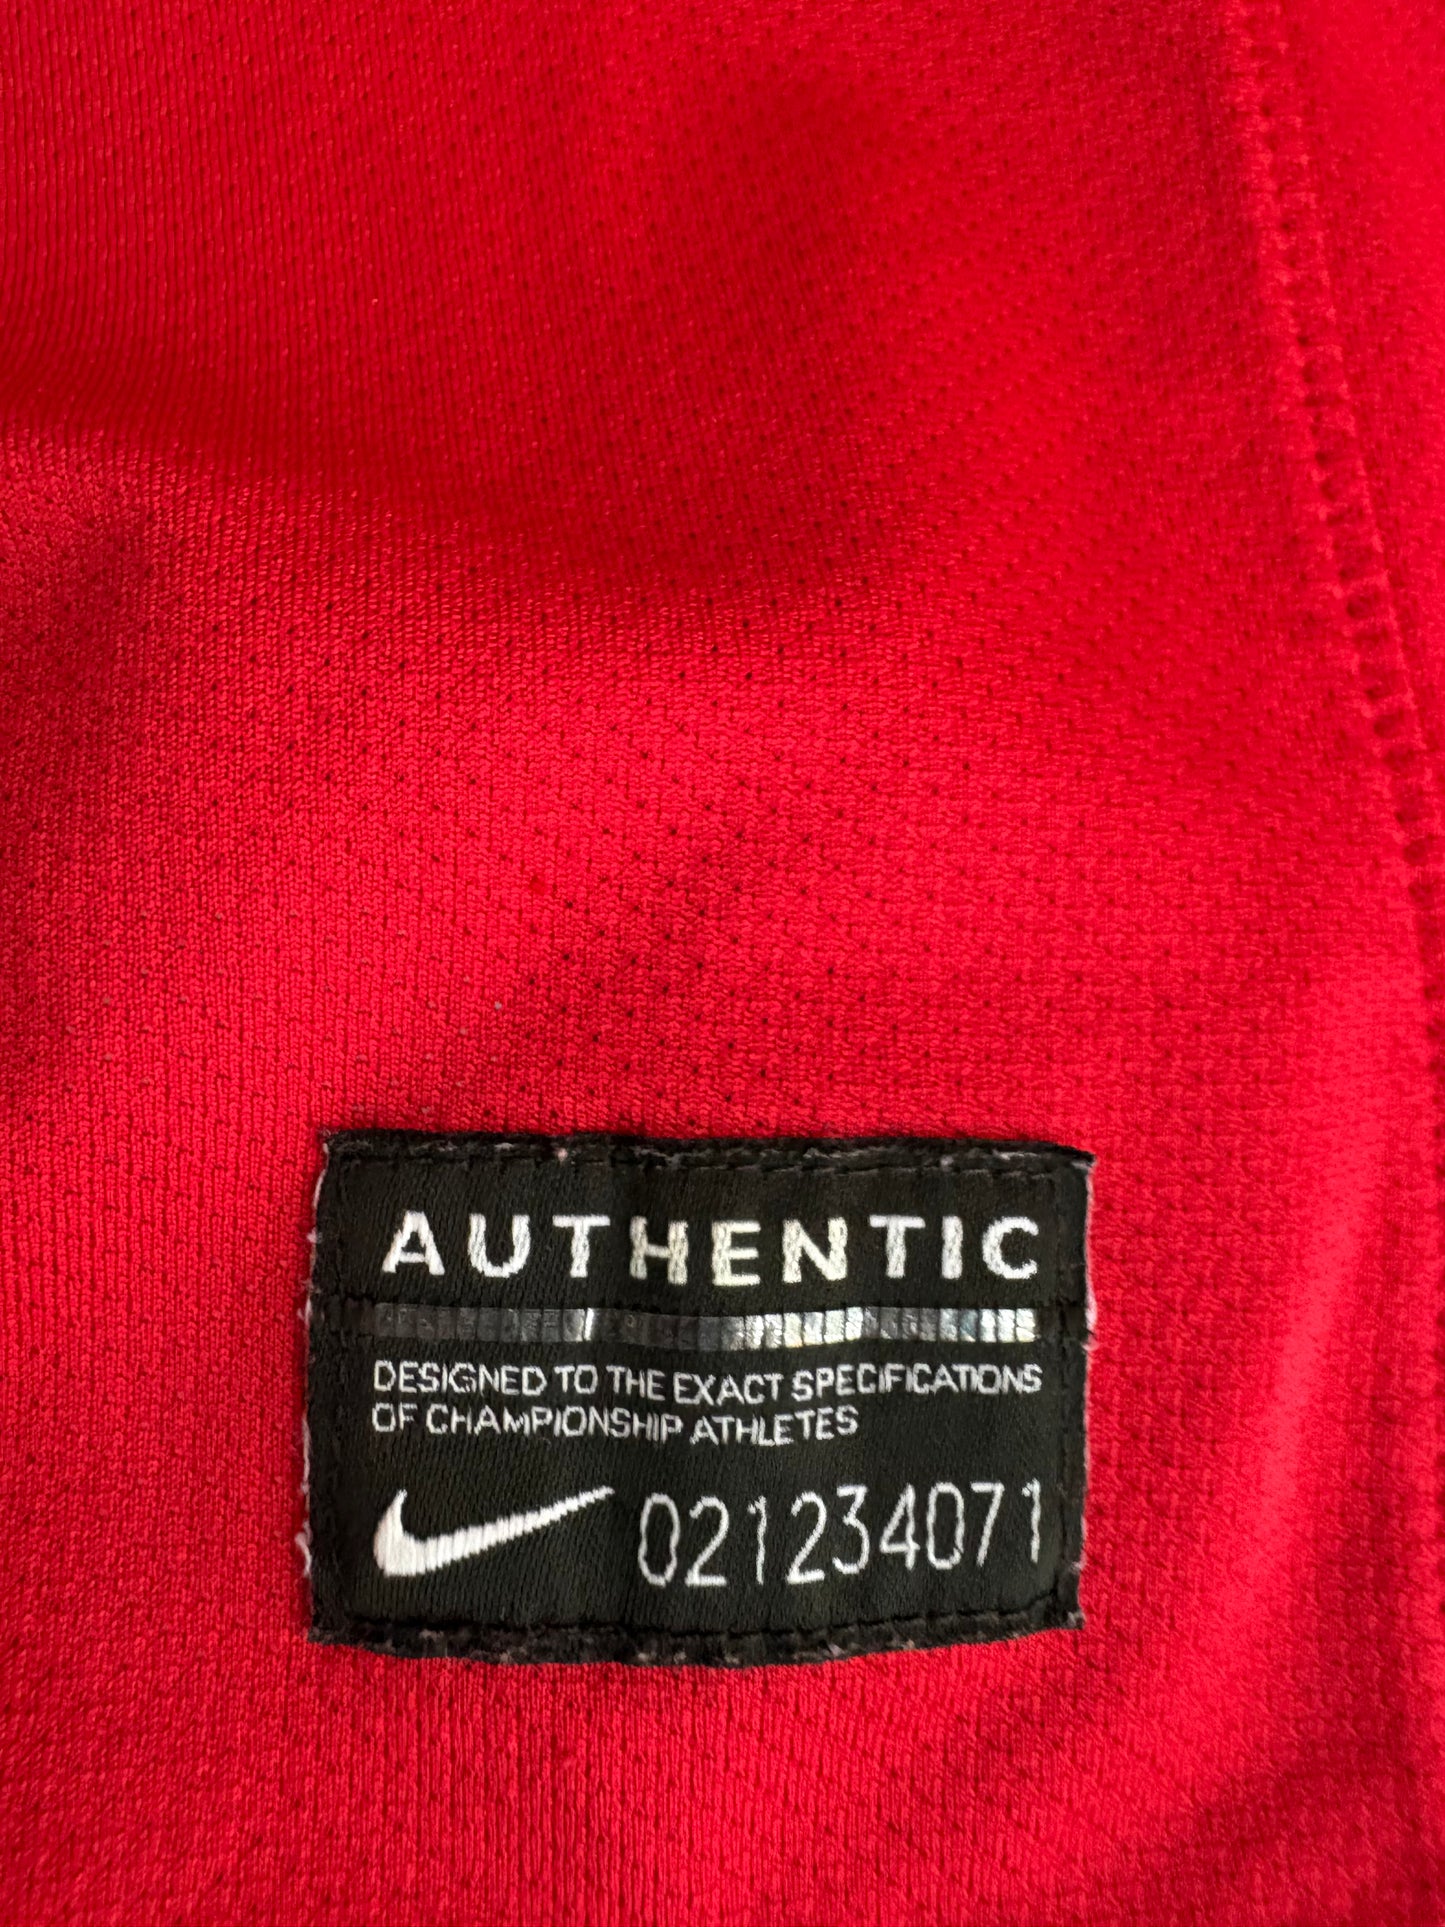 AUTHENTIC
DESIGNED TO THE EXACT SPECIFICATIONS
OF CHAMPIONSHIP ATHLETES
021234071